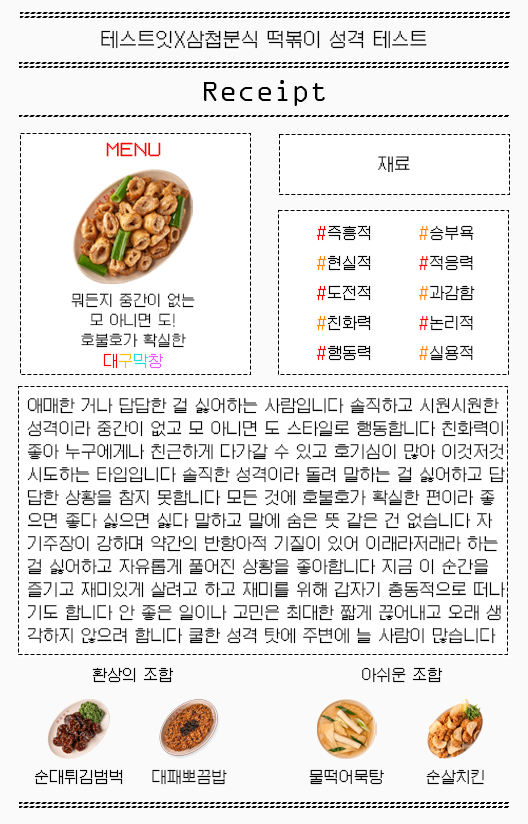 테스트잇X삼첩분식 떡볶이 성격 테스트
Receipt
MENU
뭐든지 중간이 없는
모 아니면 도!
호불호가 확실한
대구막창
재료
#즉흥적 #승부욕
#현실적 #적응력
#도전적 #과감함
#친화력 #논리적
#행동력 #실용적
애매한 거나 답답한 걸 싫어하는 사람입니다 솔직하고 시원시원한
성격이라 중간이 없고 모 아니면 도 스타일로 행동합니다 친화력이
좋아 누구에게나 친근하게 다가갈 수 있고 호기심이 많아 이것저것
시도하는 타입입니다 솔직한 성격이라 돌려 말하는 걸 싫어하고 답
답한 상황을 참지 못합니다 모든 것에 호불호가 확실한 편이라 좋
으면 좋다 싫으면 싫다 말하고 말에 숨은 뜻 같은 건 없습니다 자
기주장이 강하며 약간의 반항아적 기질이 있어 이래라저래라 하는
걸 싫어하고 자유롭게 풀어진 상황을 좋아합니다 지금 이 순간을
즐기고 재미있게 살려고 하고 재미를 위해 갑자기 충동적으로 떠나
기도 합니다 안 좋은 일이나 고민은 최대한 짧게 끊어내고 오래 생
각하지 않으려 합니다 쿨한 성격 탓에 주변에 늘 사람이 많습니다
환상의 조합
아쉬운 조합
순대튀김범벅 대패뽀끔밥
물떡어묵탕 순살치킨